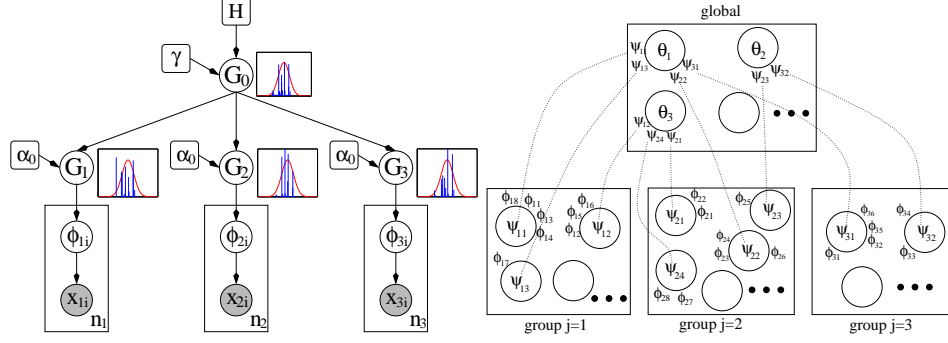 H
γ
G₀
α₀ G₁ α₀ G₂ α₀ G₃
ϕ₁ᵢ ϕ₂ᵢ ϕ₃ᵢ
x₁ᵢ x₂ᵢ x₃ᵢ
n₁ n₂ n₃
global
ψ₁₁ θ₁ θ₂
ψ₁₃ ψ₃₁ ψ₃₂
ψ₂₂ ψ₂₃
θ₃
ψ₁₂
ψ₂₄ ψ₂₁
ϕ₁₈ ϕ₁₁ ϕ₁₆
ϕ₁₃ ϕ₁₅
ψ₁₁ ψ₁₂
ϕ₁₄ ϕ₁₂
ϕ₁₇
ψ₁₃
group j=1
ϕ₂₂ ϕ₂₅
ψ₂₁ ϕ₂₁ ψ₂₃
ϕ₂₄
ϕ₂₃ ψ₂₂ ϕ₂₆
ψ₂₄
ϕ₂₈ ϕ₂₇
group j=2
ϕ₃₆ ϕ₃₄
ψ₃₁ ϕ₃₅ ψ₃₂
ϕ₃₂
ϕ₃₁ ϕ₃₃
group j=3